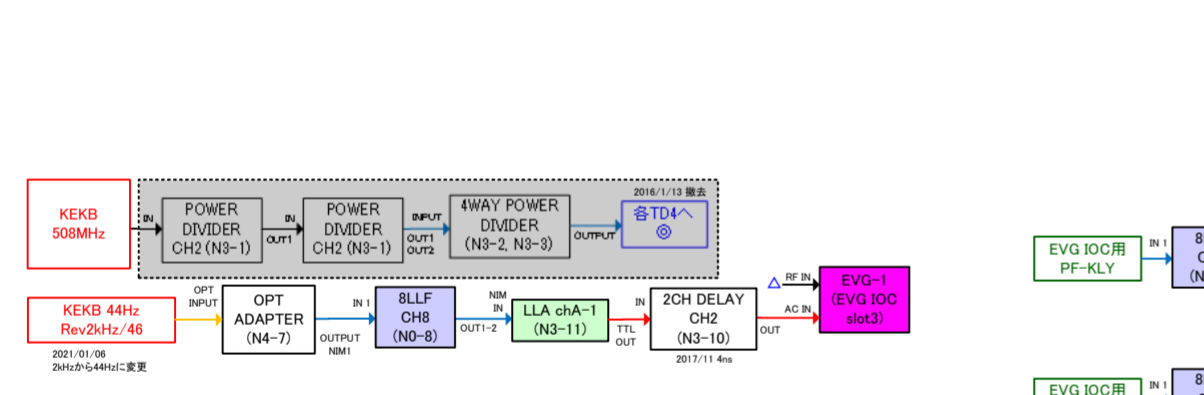 2016/1/13 撤去
KEKB
508MHz
IN
POWER
DIVIDER
CH2 (N3-1)
IN
OUT1
POWER
DIVIDER
CH2 (N3-1)
INPUT
OUT1
OUT2
4WAY POWER
DIVIDER
(N3-2, N3-3)
OUTPUT
各TD4へ
◎
KEKB 44Hz
Rev2kHz/46
2021/01/06
2kHzから44Hzに変更
OPT
INPUT
OPT
ADAPTER
(N4-7)
IN 1
OUTPUT
NIM1
8LLF
CH8
(N0-8)
NIM
IN
OUT1-2
LLA chA-1
(N3-11)
IN
TTL
OUT
2CH DELAY
CH2
(N3-10)
2017/11 4ns
OUT
△
RF IN
AC IN
EVG-1
(EVG IOC
slot3)
EVG IOC用
PF-KLY
IN 1
8
(N
EVG IOC用
IN 1
8